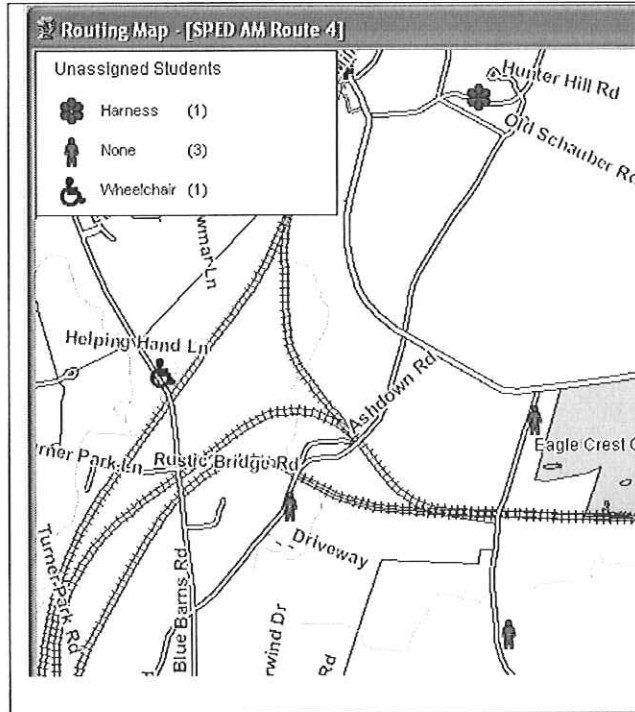 Routing Map - [SPED AM Route 4]
Unassigned Students
Harness (1)
None (3)
Wheelchair (1)
Hunter Hill Rd
Old Schauber Rd
Helping Hand Ln
Ashdown Rd
Eagle Crest
Park Ln
Rustic Bridge Rd
Turner Park Rd
Blue Barns Rd
Driveway
Dr
Rd